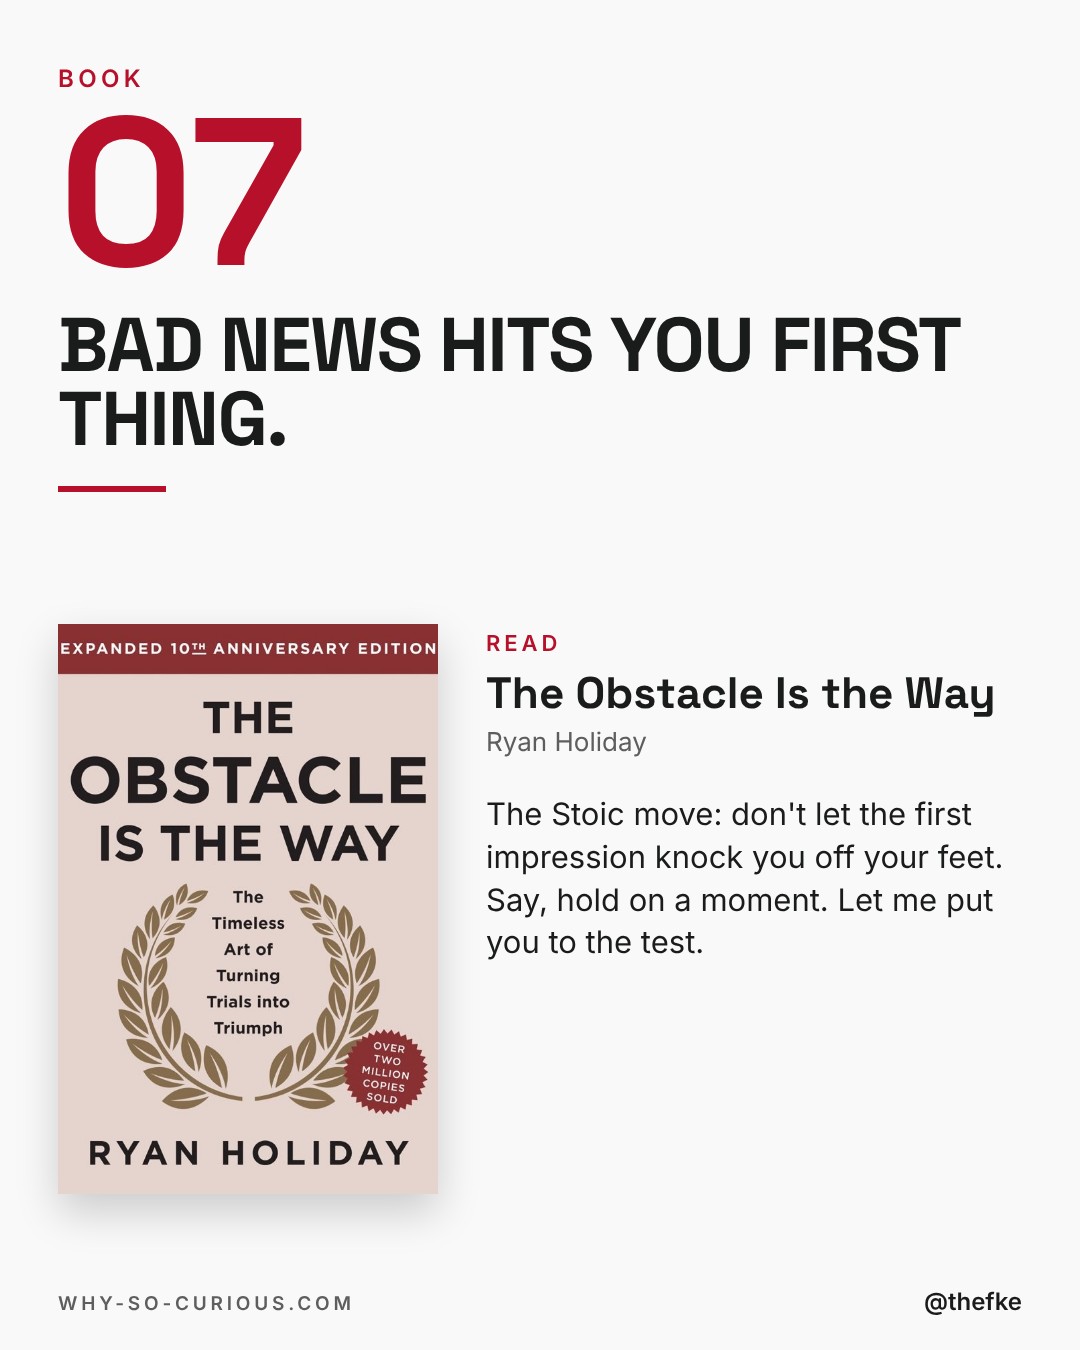 BOOK
07
BAD NEWS HITS YOU FIRST
THING.
EXPANDED 10TH ANNIVERSARY EDITION
THE
OBSTACLE
IS THE WAY
The
Timeless
Art of
Turning
Trials into
Triumph
OVER
TWO
MILLION
COPIES
SOLD
RYAN HOLIDAY
READ
The Obstacle Is the Way
Ryan Holiday
The Stoic move: don't let the first
impression knock you off your feet.
Say, hold on a moment. Let me put
you to the test.
WHY-SO-CURIOUS.COM
@thefke